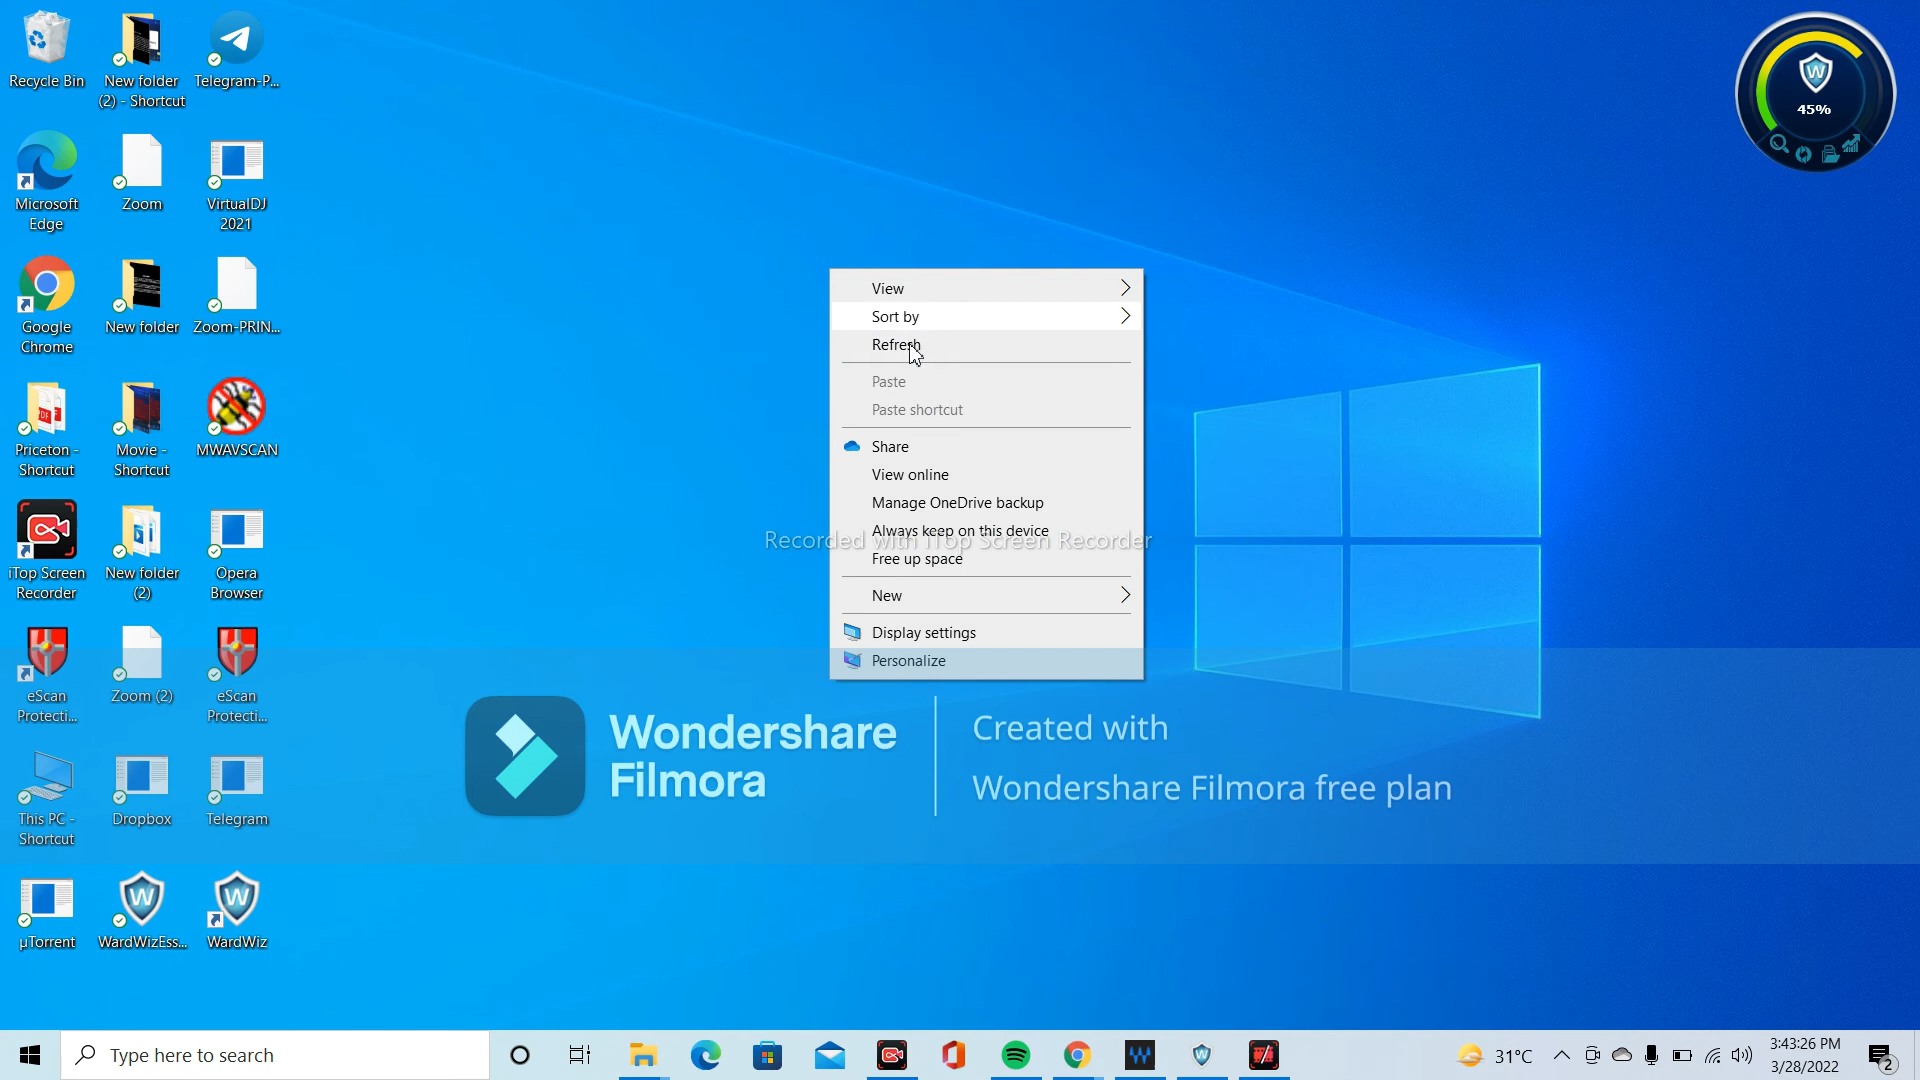 Recycle Bin
New folder
(2) - Shortcut
Telegram-P...
Microsoft
Edge
Zoom
VirtualDJ
2021
Google
Chrome
New folder
Zoom-PRIN...
Priceton -
Shortcut
Movie -
Shortcut
MWAVSCAN
iTop Screen
Recorder
New folder
(2)
Opera
Browser
eScan
Protecti...
Zoom (2)
eScan
Protecti...
This PC -
Shortcut
Dropbox
Telegram
µTorrent
WardWizEss...
WardWiz
W
45%
View
Sort by
Refresh
Paste
Paste shortcut
Share
View online
Manage OneDrive backup
Always keep on this device
Recorded with iTop Screen Recorder
Free up space
New
Display settings
Personalize
Wondershare
Filmora
Created with
Wondershare Filmora free plan
Type here to search
31°C
3:43:26 PM
3/28/2022
2